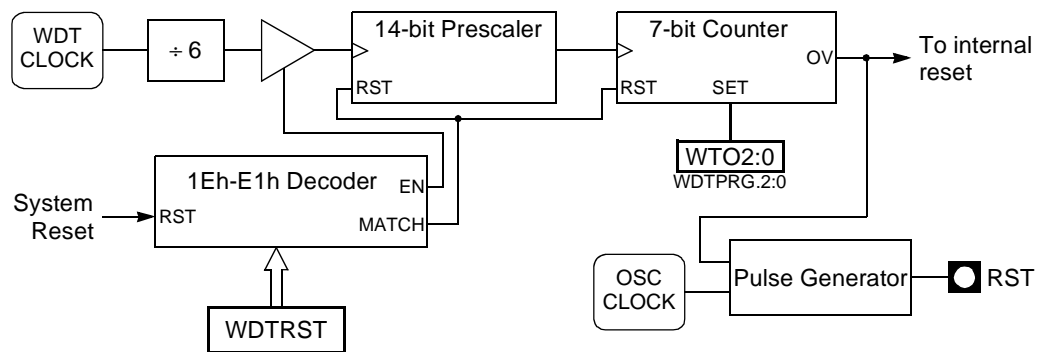 WDT
CLOCK
÷ 6
14-bit Prescaler
RST
7-bit Counter
OV
RST
SET
To internal
reset
WTO2:0
WDTPRG.2:0
1Eh-E1h Decoder
EN
RST
MATCH
System
Reset
WDTRST
OSC
CLOCK
Pulse Generator
RST